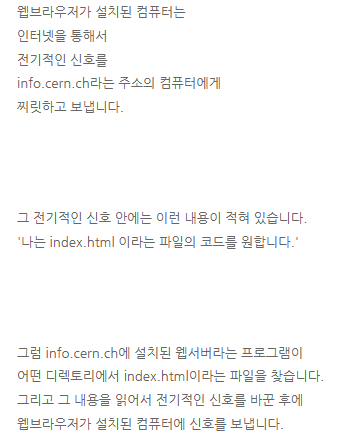 웹브라우저가 설치된 컴퓨터는
인터넷을 통해서
전기적인 신호를
info.cern.ch라는 주소의 컴퓨터에게
찌릿하고 보냅니다.
그 전기적인 신호 안에는 이런 내용이 적혀 있습니다.
'나는 index.html 이라는 파일의 코드를 원합니다.'
그럼 info.cern.ch에 설치된 웹서버라는 프로그램이
어떤 디렉토리에서 index.html이라는 파일을 찾습니다.
그리고 그 내용을 읽어서 전기적인 신호를 바꾼 후에
웹브라우저가 설치된 컴퓨터에 신호를 보냅니다.